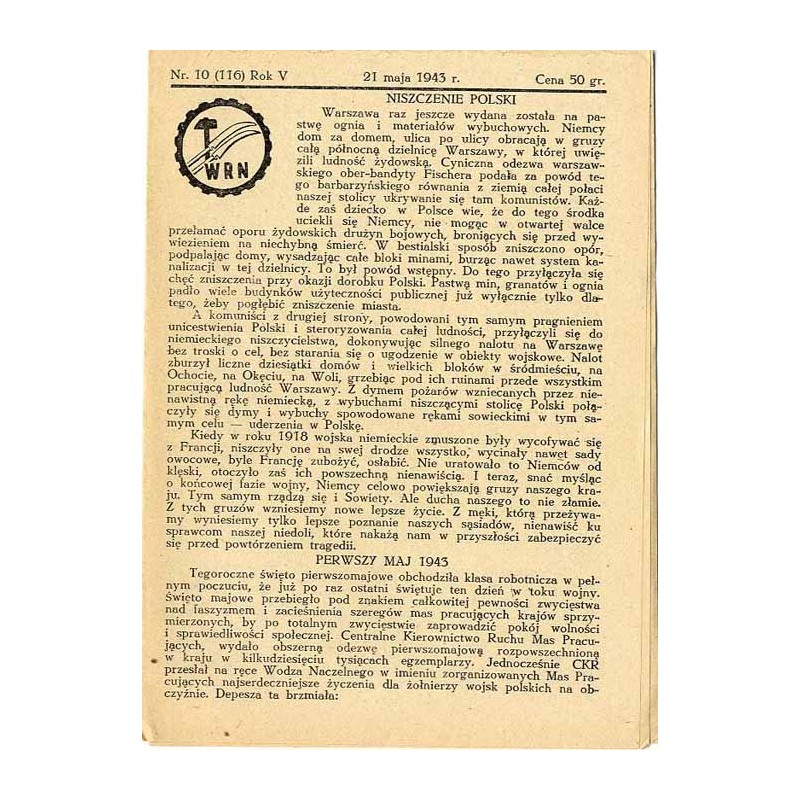 Nr. 10 (116) Rok V 21 maja 1943 r. Cena 50 gr.
WRN
NISZCZENIE POLSKI
Warszawa raz jeszcze wydana została na pa-
stwę ognia i materiałów wybuchowych. Niemcy
dom za domem, ulica po ulicy obracają w gruzy
całą północną dzielnicę Warszawy, w której uwię-
zili ludność żydowską. Cyniczna odezwa warszaw-
skiego ober-bandyty Fischera podała za powód te-
go barbarzyńskiego równania z ziemią całej połaci
naszej stolicy ukrywanie się tam komunistów. Każ-
de zaś dziecko w Polsce wie, że do tego środka
uciekli się Niemcy, nie mogąc w otwartej walce
przełamać oporu żydowskich drużyn bojowych, broniących się przed wy-
wiezieniem na niechybną śmierć. W bestialski sposób zniszczono opór,
podpalając domy, wysadzając całe bloki minami, burząc nawet system ka-
nalizacji w tej dzielnicy. To był powód wstępny. Do tego przyłączyła się
chęć zniszczenia przy okazji dorobku Polski. Pastwą min, granatów i ognia
padło wiele budynków użyteczności publicznej już wyłącznie tylko dla-
tego, żeby pogłębić zniszczenie miasta.
A komuniści z drugiej strony, powodowani tym samym pragnieniem
unicestwienia Polski i steroryzowania całej ludności, przyłączyli się do
niemieckiego niszczycielstwa, dokonywując silnego nalotu na Warszawę
bez troski o cel, bez starania się o ugodzenie w obiekty wojskowe. Nalot
zburzył liczne dziesiątki domów i wielkich bloków w śródmieściu, na
Ochocie, na Okęciu, na Woli, grzebiąc pod ich ruinami przede wszystkim
pracującą ludność Warszawy. Z dymem pożarów wzniecanych przez nie-
nawistną rękę niemiecką, z wybuchami niszczącymi stolicę Polski połą-
czyły się dymy i wybuchy spowodowane rękami sowieckimi w tym sa-
mym celu — uderzenia w Polskę.
Kiedy w roku 1918 wojska niemieckie zmuszone były wycofywać się
z Francji, niszczyły one na swej drodze wszystko, wycinały nawet sady
owocowe, byle Francję zubożyć, osłabić. Nie uratowało to Niemców od
klęski, otoczyło zaś ich powszechną nienawiścią. I teraz, snać myśląc
o końcowej fazie wojny, Niemcy celowo powiększają gruzy naszego kra-
ju. Tym samym rządzą się i Sowiety. Ale ducha naszego to nie złamie.
Z tych gruzów wzniesiemy nowe lepsze życie. Z męki, którą przeżywa-
my wyniesiemy tylko lepsze poznanie naszych sąsiadów, nienawiść ku
sprawcom naszej niedoli, które nakażą nam w przyszłości zabezpieczyć
się przed powtórzeniem tragedii.
PERWSZY MAJ 1943
Tegoroczne święto pierwszomajowe obchodziła klasa robotnicza w peł-
nym poczuciu, że już po raz ostatni świętuje ten dzień w toku wojny.
Święto majowe przebiegło pod znakiem całkowitej pewności zwycięstwa
nad faszyzmem i zacieśnienia szeregów mas pracujących krajów sprzy-
mierzonych, by po totalnym zwycięstwie zaprowadzić pokój wolności
i sprawiedliwości społecznej. Centralne Kierownictwo Ruchu Mas Pracu-
jących, wydało obszerną odezwę pierwszomajową rozpowszechnioną
w kraju w kilkudziesięciu tysiącach egzemplarzy. Jednocześnie CKR
przesłał na ręce Wodza Naczelnego w imieniu zorganizowanych Mas Pra-
cujących najserdeczniejsze życzenia dla żołnierzy wojsk polskich na ob-
czyźnie. Depesza ta brzmiała: